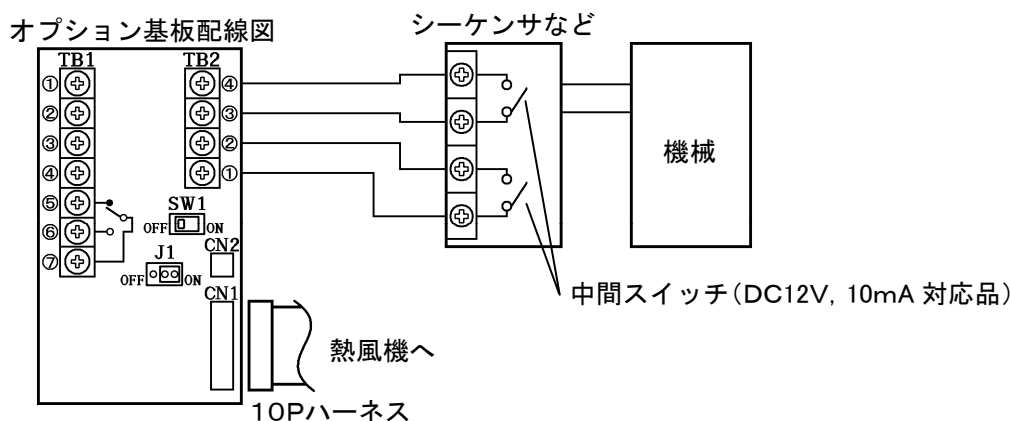 オプション基板配線図
シーケンサなど
TB1
TB2
①
②
③
④
⑤
⑥
⑦
④
③
②
①
SW1
OFF ON
J1
OFF ON
CN2
CN1
機械
中間スイッチ(DC12V, 10mA 対応品)
熱風機へ
10Pハーネス